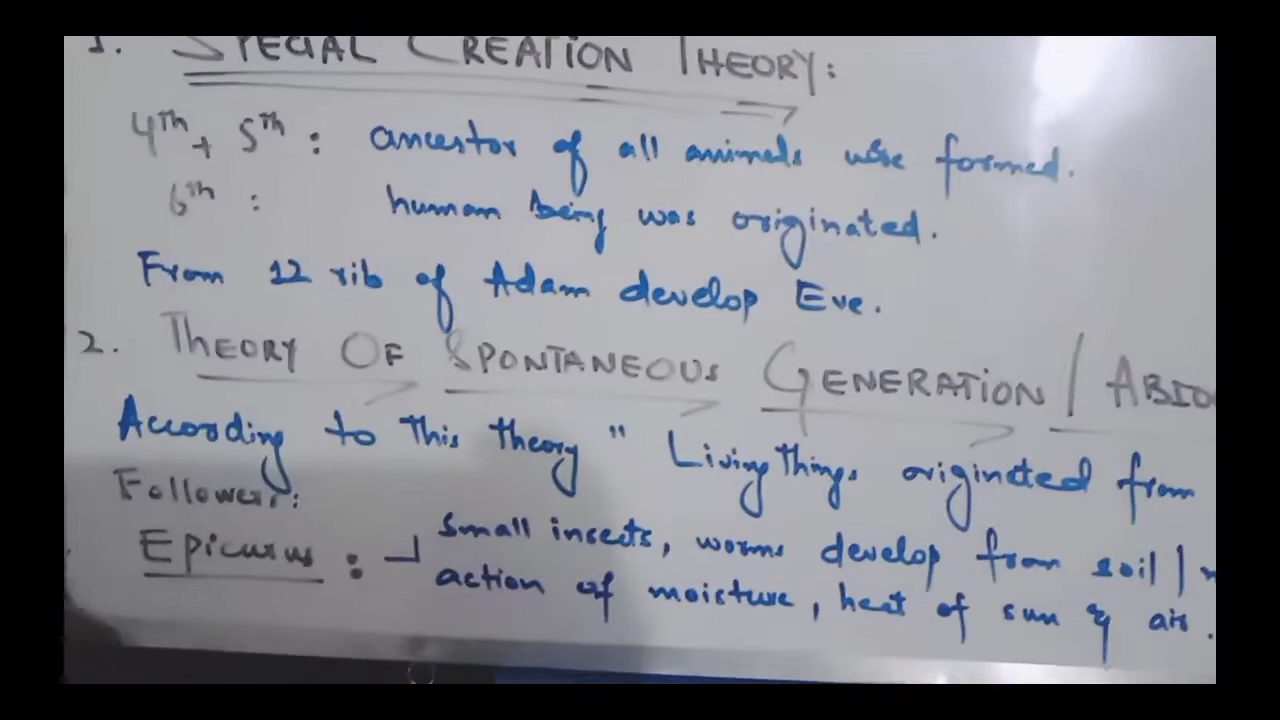 1. SPECIAL CREATION THEORY:
4Th + 5Th : ancestor of all animals were formed.
6th : human being was originated.
From 12 rib of Adam develop Eve.
2. THEORY OF SPONTANEOUS GENERATION / ABIO
According to this theory " Living things originated from
Followers:
Epicurus : → small insects, worms develop from soil /
action of moisture, heat of sun & air.